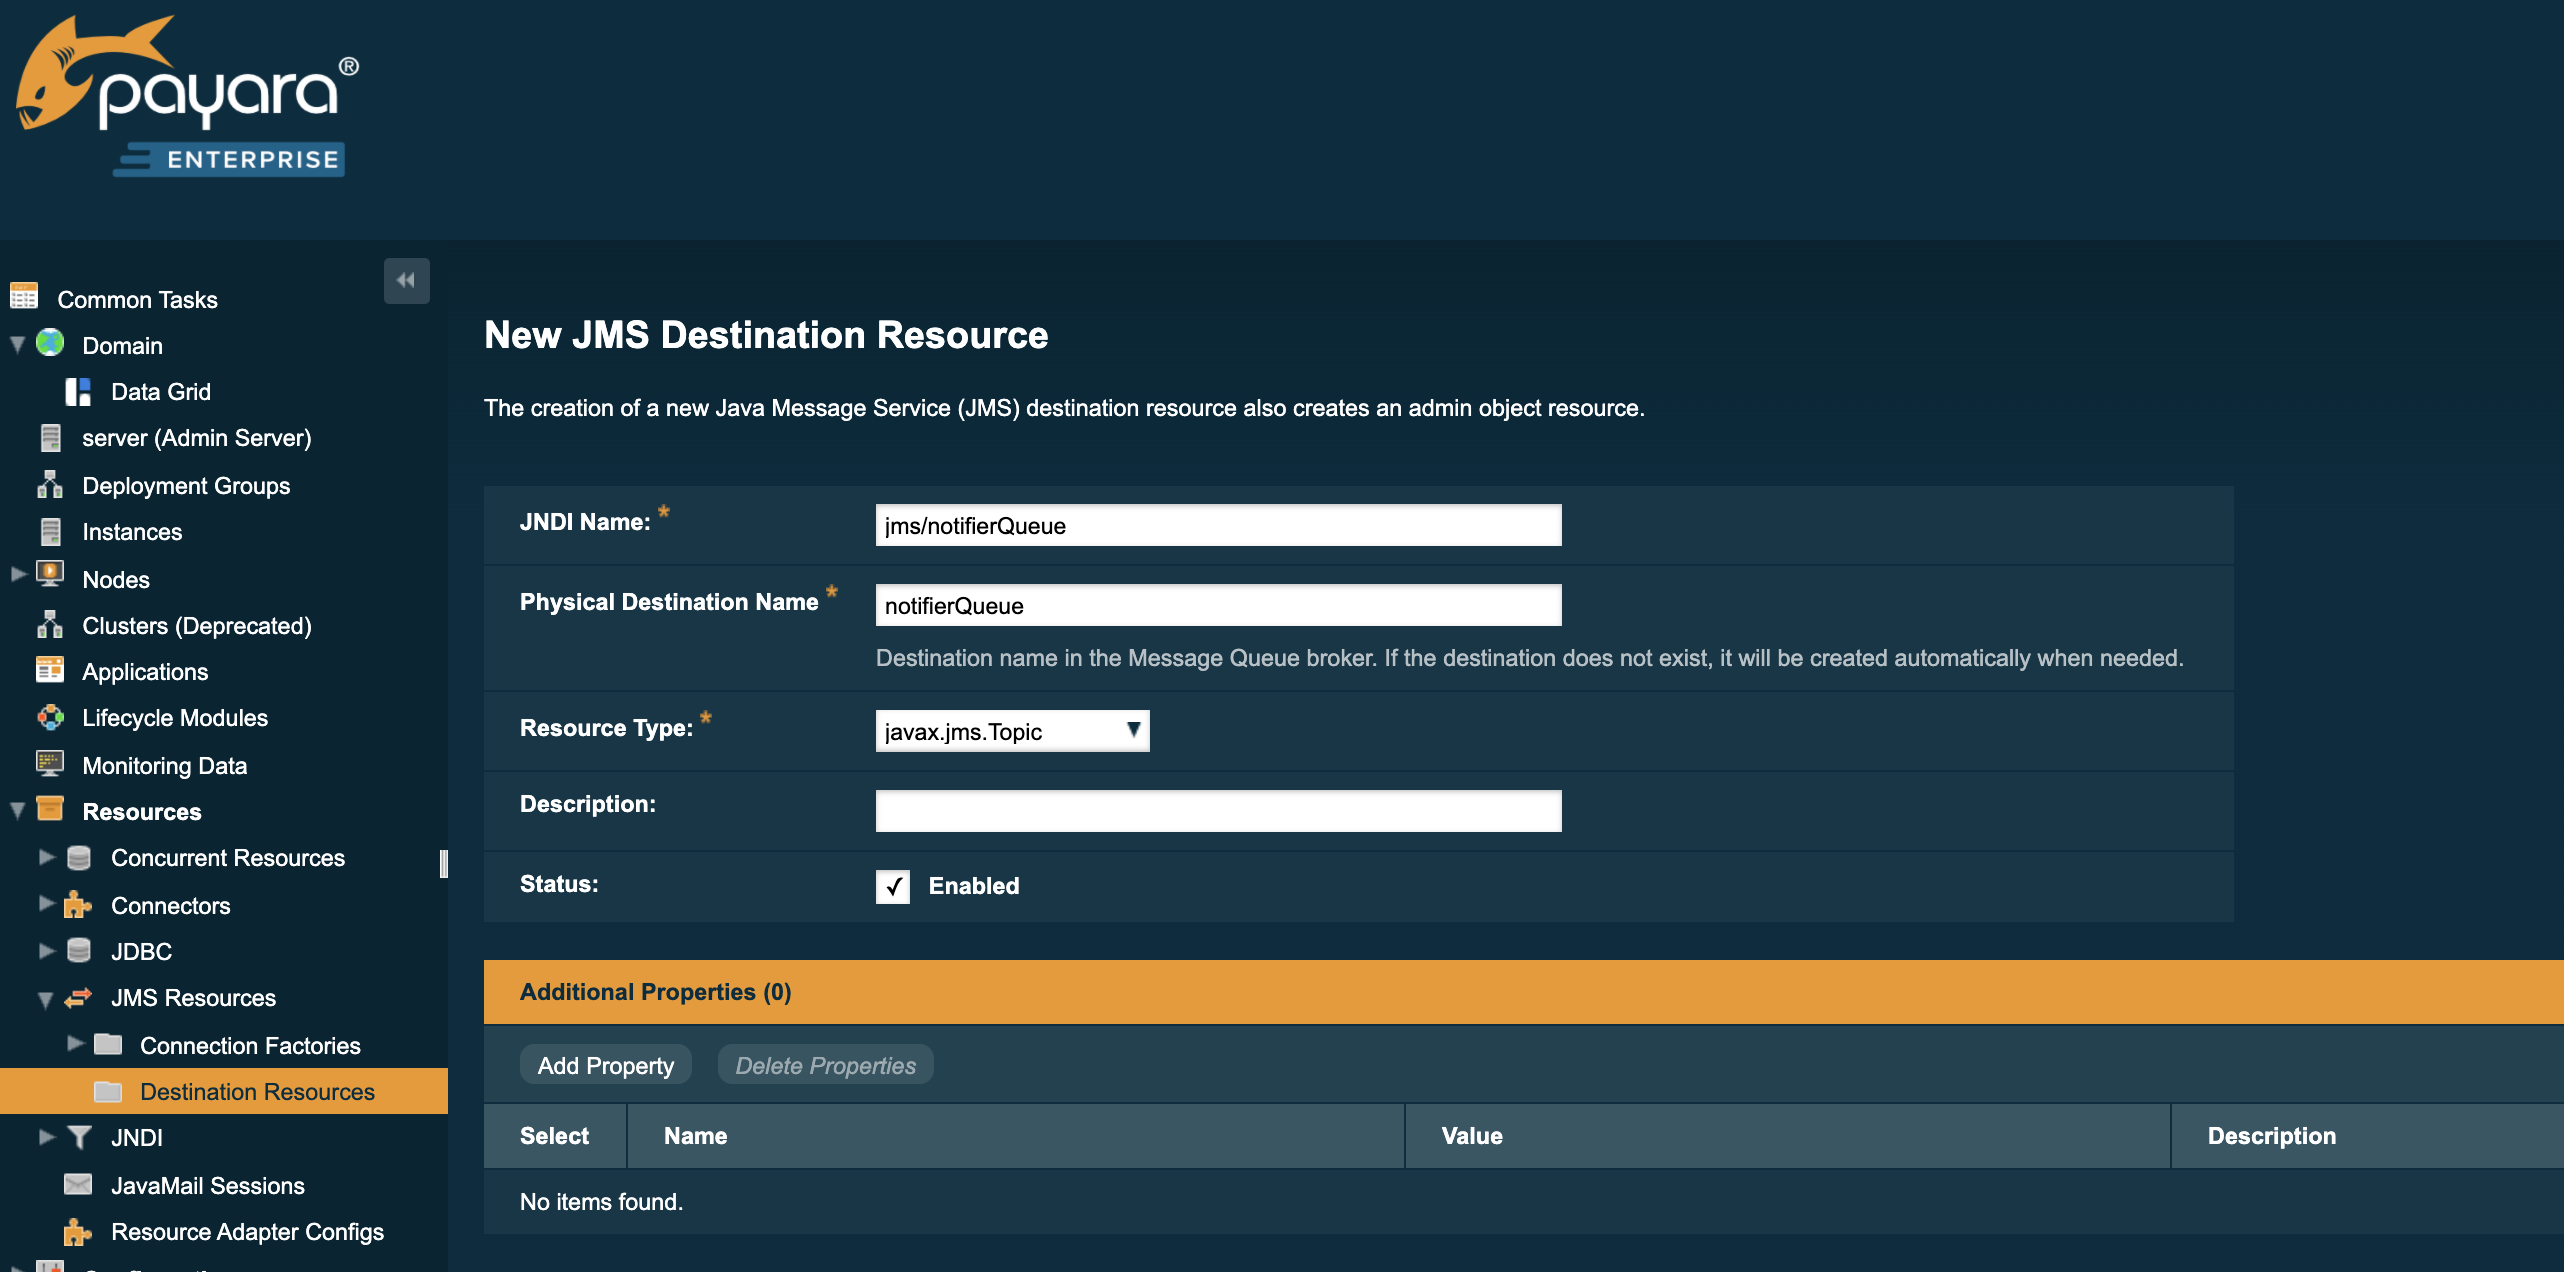 payara®
ENTERPRISE
Common Tasks
Domain
Data Grid
server (Admin Server)
Deployment Groups
Instances
Nodes
Clusters (Deprecated)
Applications
Lifecycle Modules
Monitoring Data
Resources
Concurrent Resources
Connectors
JDBC
JMS Resources
Connection Factories
Destination Resources
JNDI
JavaMail Sessions
Resource Adapter Configs
New JMS Destination Resource
The creation of a new Java Message Service (JMS) destination resource also creates an admin object resource.
JNDI Name: * jms/notifierQueue
Physical Destination Name * notifierQueue
Destination name in the Message Queue broker. If the destination does not exist, it will be created automatically when needed.
Resource Type: * javax.jms.Topic
Description:
Status: Enabled
Additional Properties (0)
Add Property Delete Properties
Select Name Value Description
No items found.